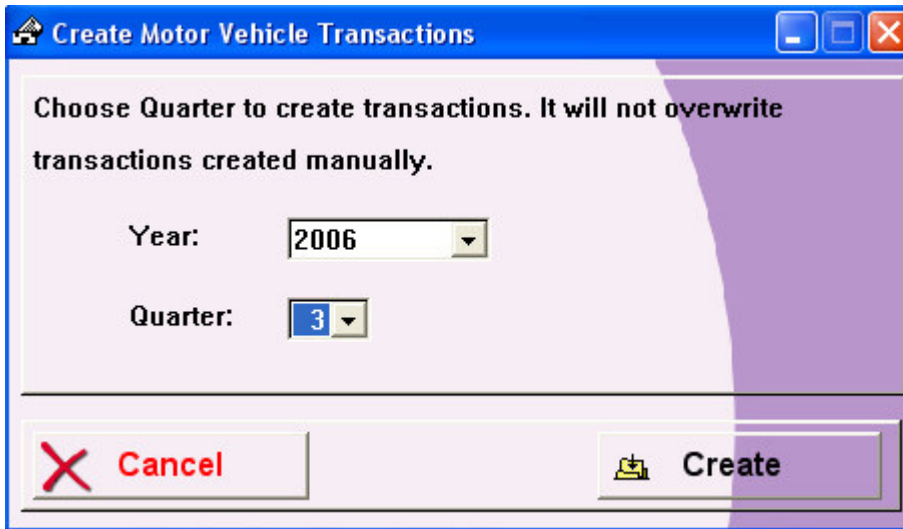 Create Motor Vehicle Transactions
Choose Quarter to create transactions. It will not overwrite
transactions created manually.
Year: 2006
Quarter: 3
Cancel Create